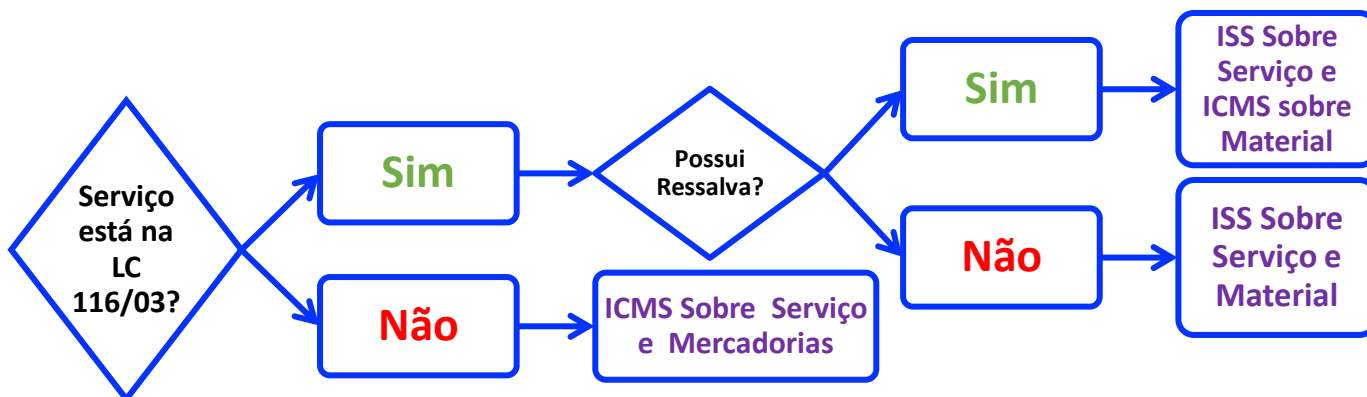 Serviço
está na
LC
116/03?
Sim
Não
Possui
Ressalva?
ICMS Sobre Serviço
e Mercadorias
Sim
Não
ISS Sobre
Serviço e
ICMS sobre
Material
ISS Sobre
Serviço e
Material